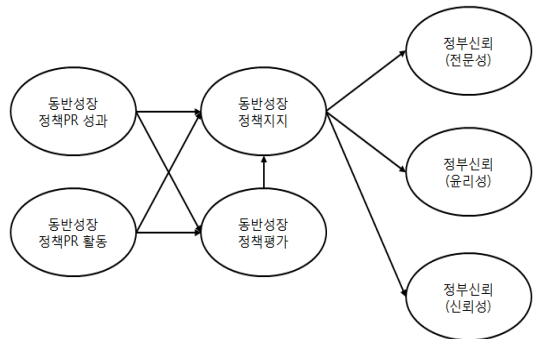 정부신뢰
(전문성)
동반성장
정책PR 성과
동반성장
정책지지
정부신뢰
(윤리성)
동반성장
정책PR 활동
동반성장
정책평가
정부신뢰
(신뢰성)